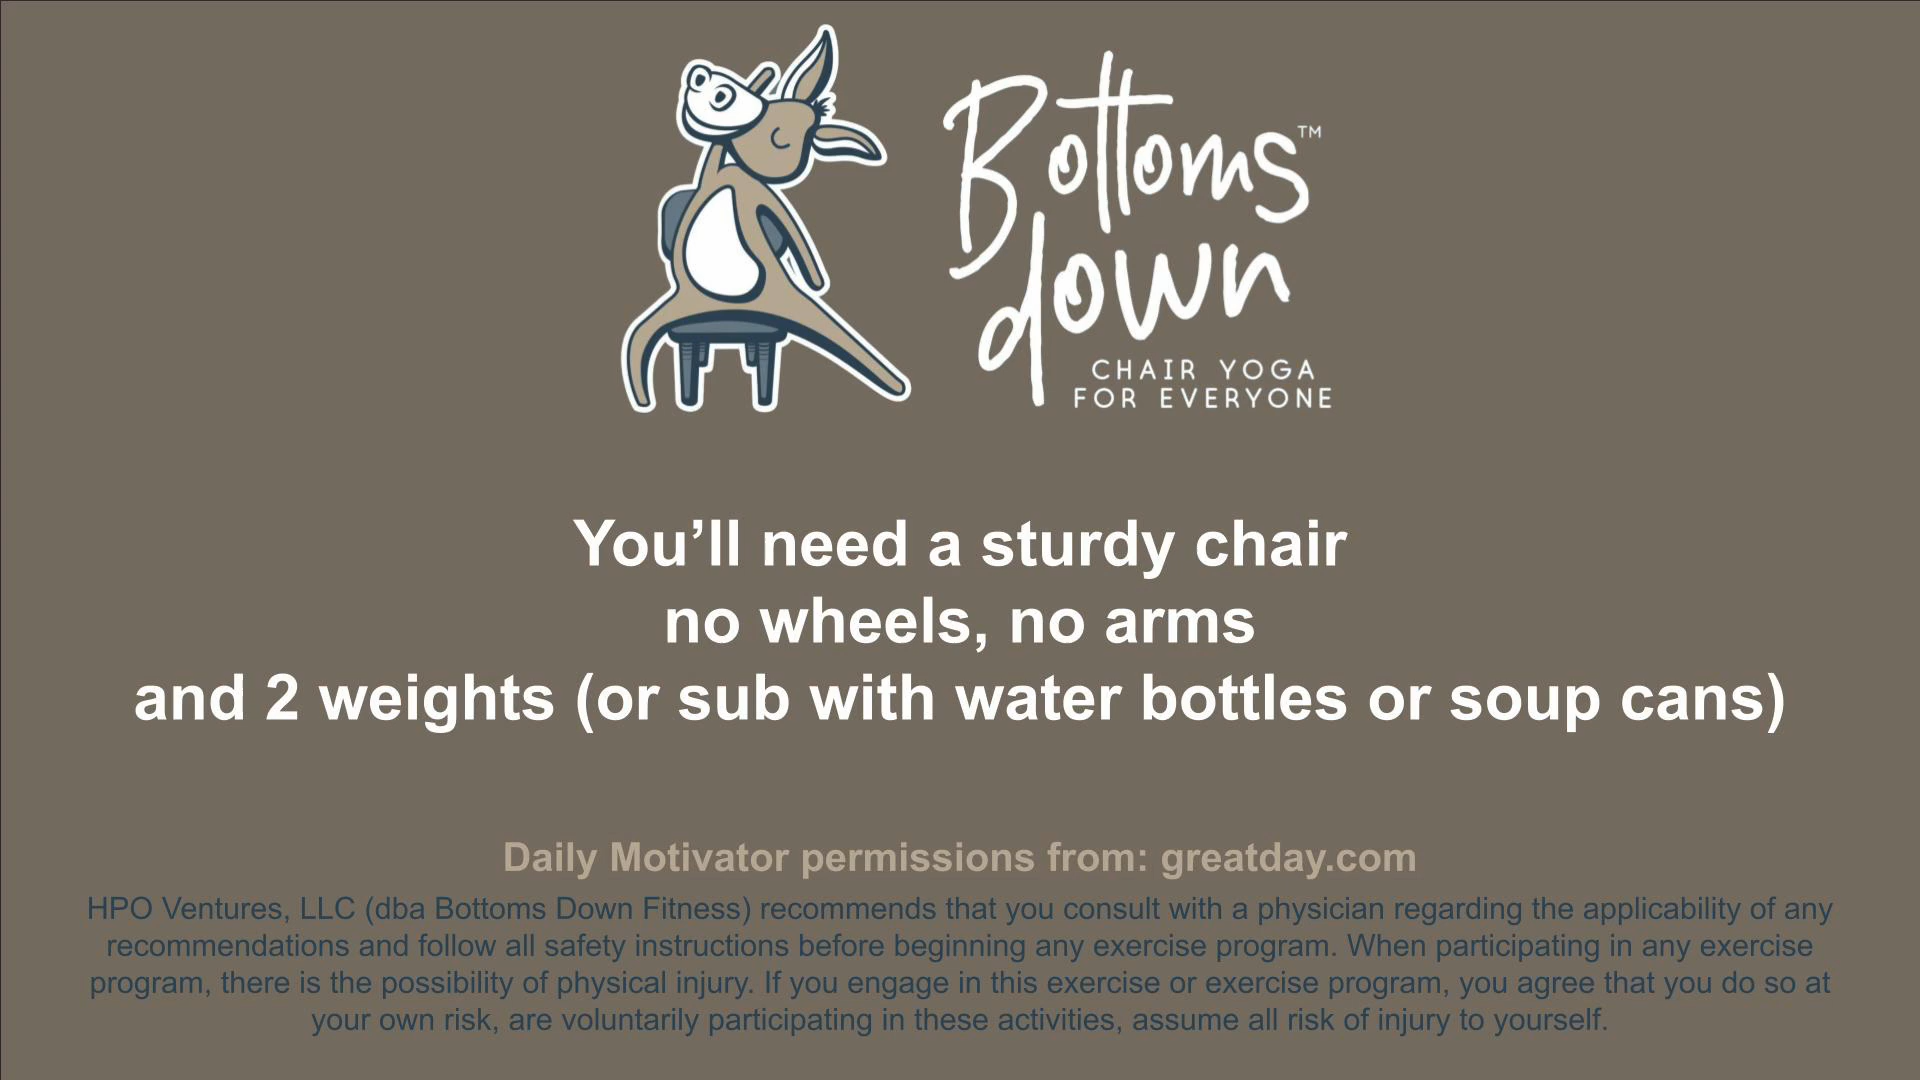 Bottoms™
down
CHAIR YOGA
FOR EVERYONE
You’ll need a sturdy chair
no wheels, no arms
and 2 weights (or sub with water bottles or soup cans)
Daily Motivator permissions from: greatday.com
HPO Ventures, LLC (dba Bottoms Down Fitness) recommends that you consult with a physician regarding the applicability of any
recommendations and follow all safety instructions before beginning any exercise program. When participating in any exercise
program, there is the possibility of physical injury. If you engage in this exercise or exercise program, you agree that you do so at
your own risk, are voluntarily participating in these activities, assume all risk of injury to yourself.